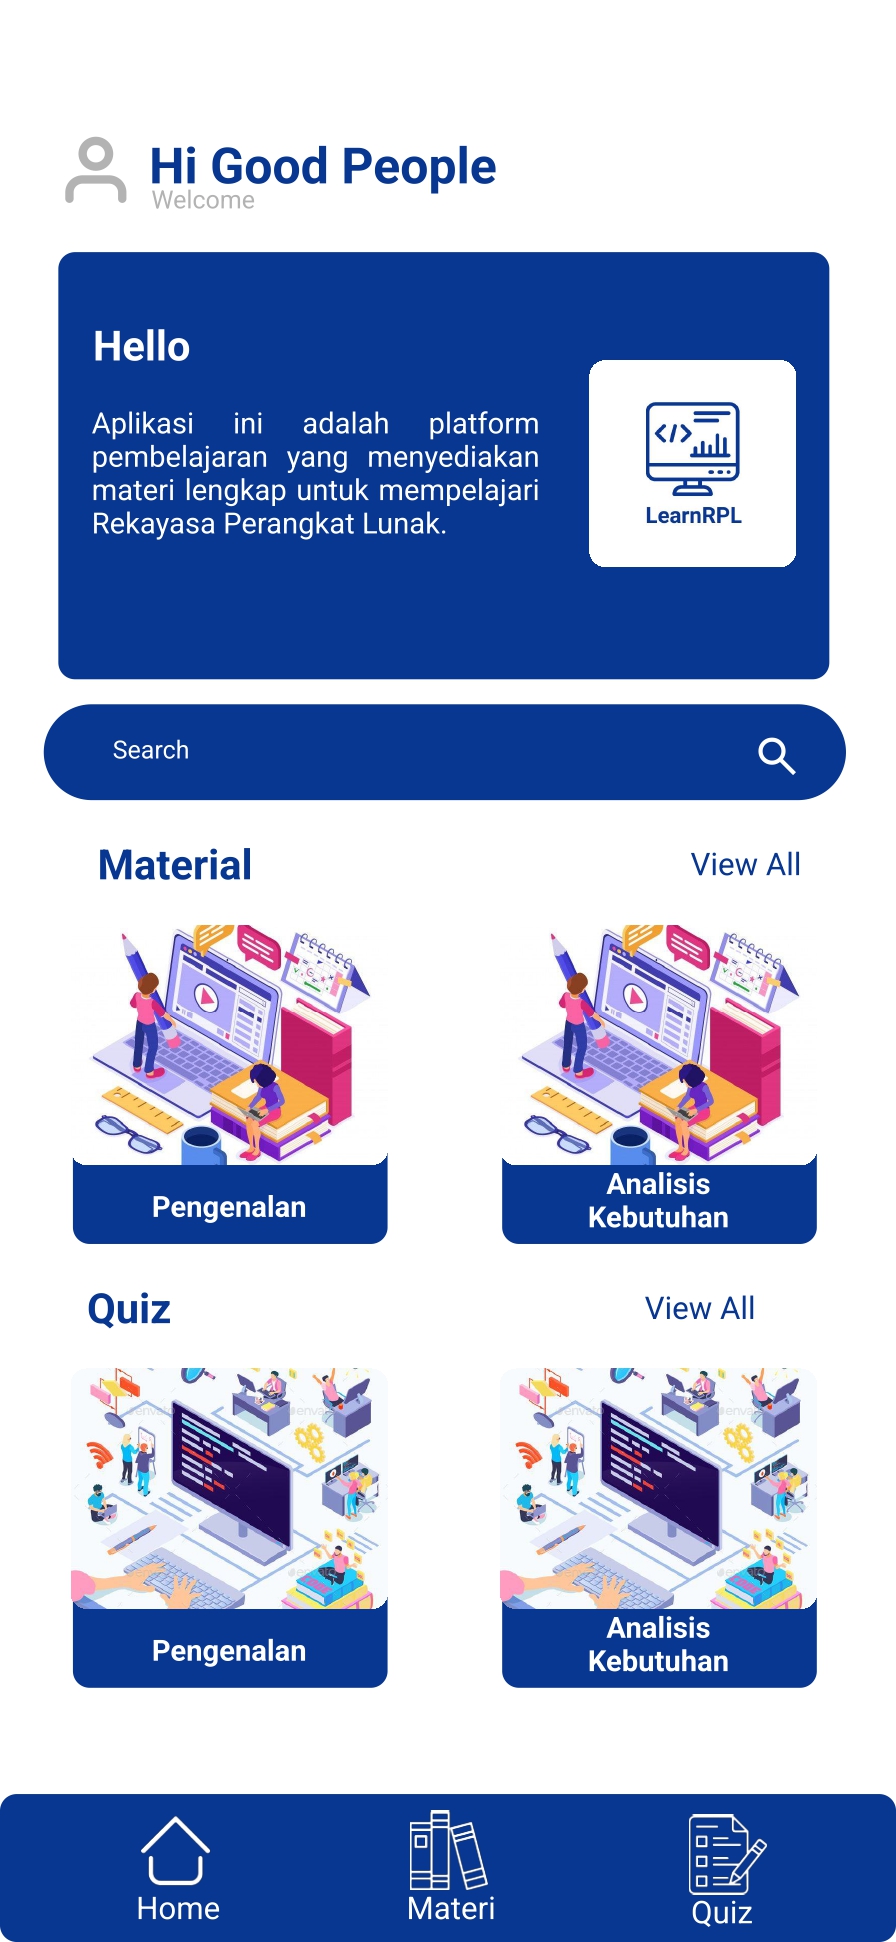 Hi Good People
Welcome
Hello
Aplikasi ini adalah platform
pembelajaran yang menyediakan
materi lengkap untuk mempelajari
Rekayasa Perangkat Lunak.
LearnRPL
Search
Material
View All
Pengenalan
Analisis
Kebutuhan
Quiz
View All
Pengenalan
Analisis
Kebutuhan
Home
Materi
Quiz